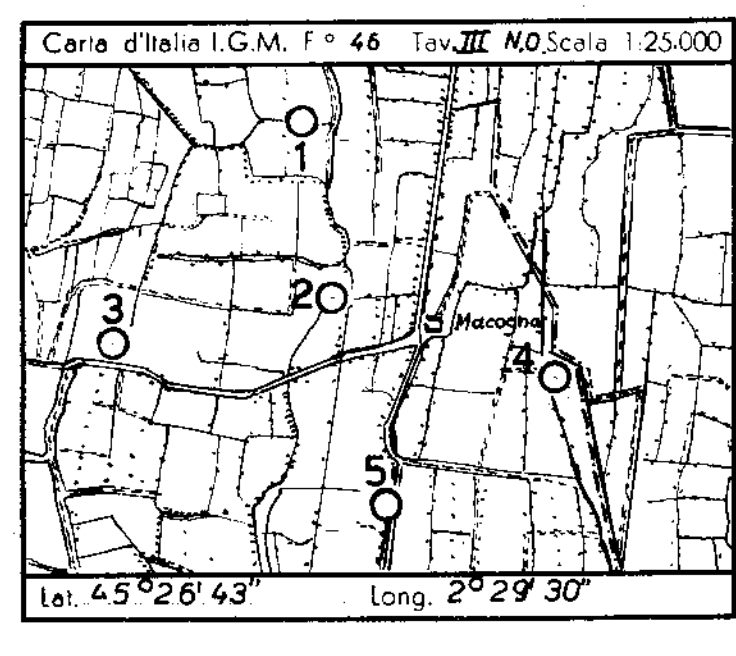 Carta d'Italia I.G.M. F° 46 Tav. III N.O. Scala 1:25.000
1
2
3
Macogna
4
5
Lat. 45° 26' 43" Long. 2° 29' 30"